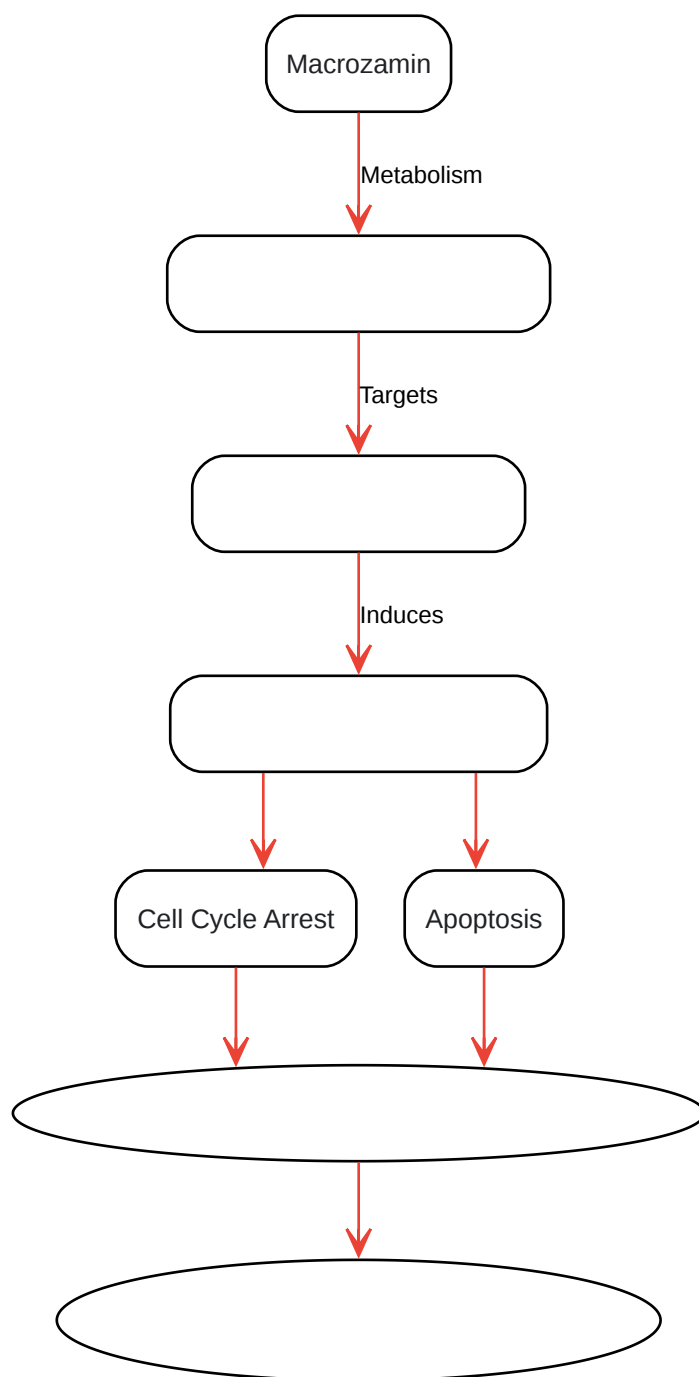 Macrozamin
Metabolism
Targets
Induces
Cell Cycle Arrest
Apoptosis